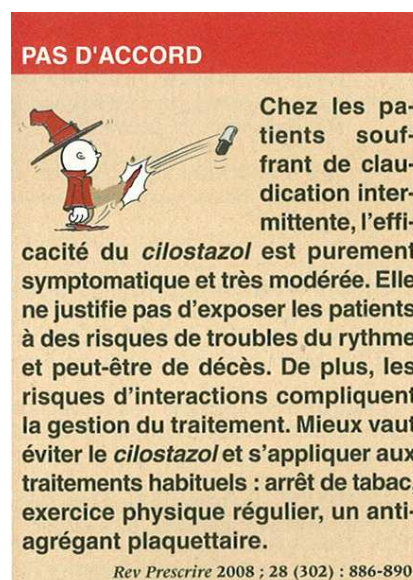 PAS D'ACCORD
Chez les pa-
tients souf-
frant de clau-
dication inter-
mittente, l'effi-
cacité du cilostazol est purement
symptomatique et très modérée. Elle
ne justifie pas d'exposer les patients
à des risques de troubles du rythme
et peut-être de décès. De plus, les
risques d'interactions compliquent
la gestion du traitement. Mieux vaut
éviter le cilostazol et s'appliquer aux
traitements habituels : arrêt de tabac,
exercice physique régulier, un anti-
agrégant plaquettaire.
Rev Prescrire 2008 ; 28 (302) : 886-890